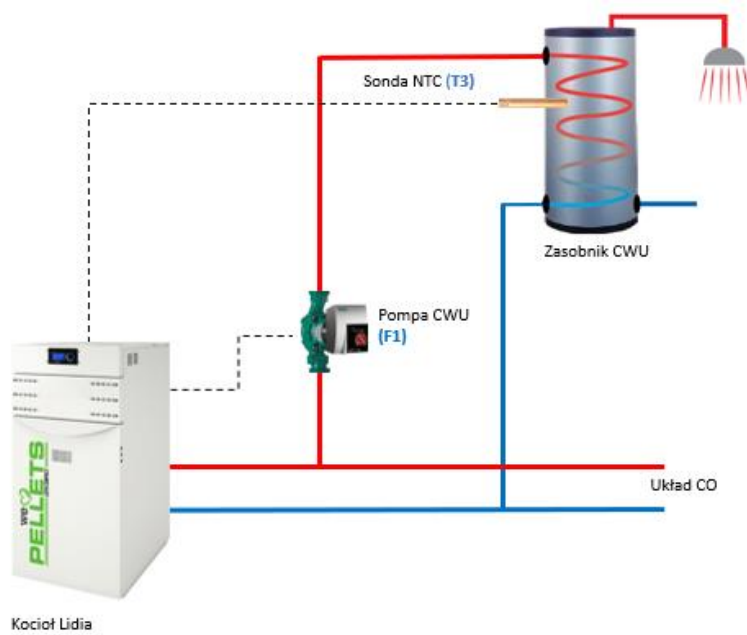 Sonda NTC (T3)
Zasobnik CWU
Pompa CWU
(F1)
Układ CO
PELLETS
Kocioł Lidia